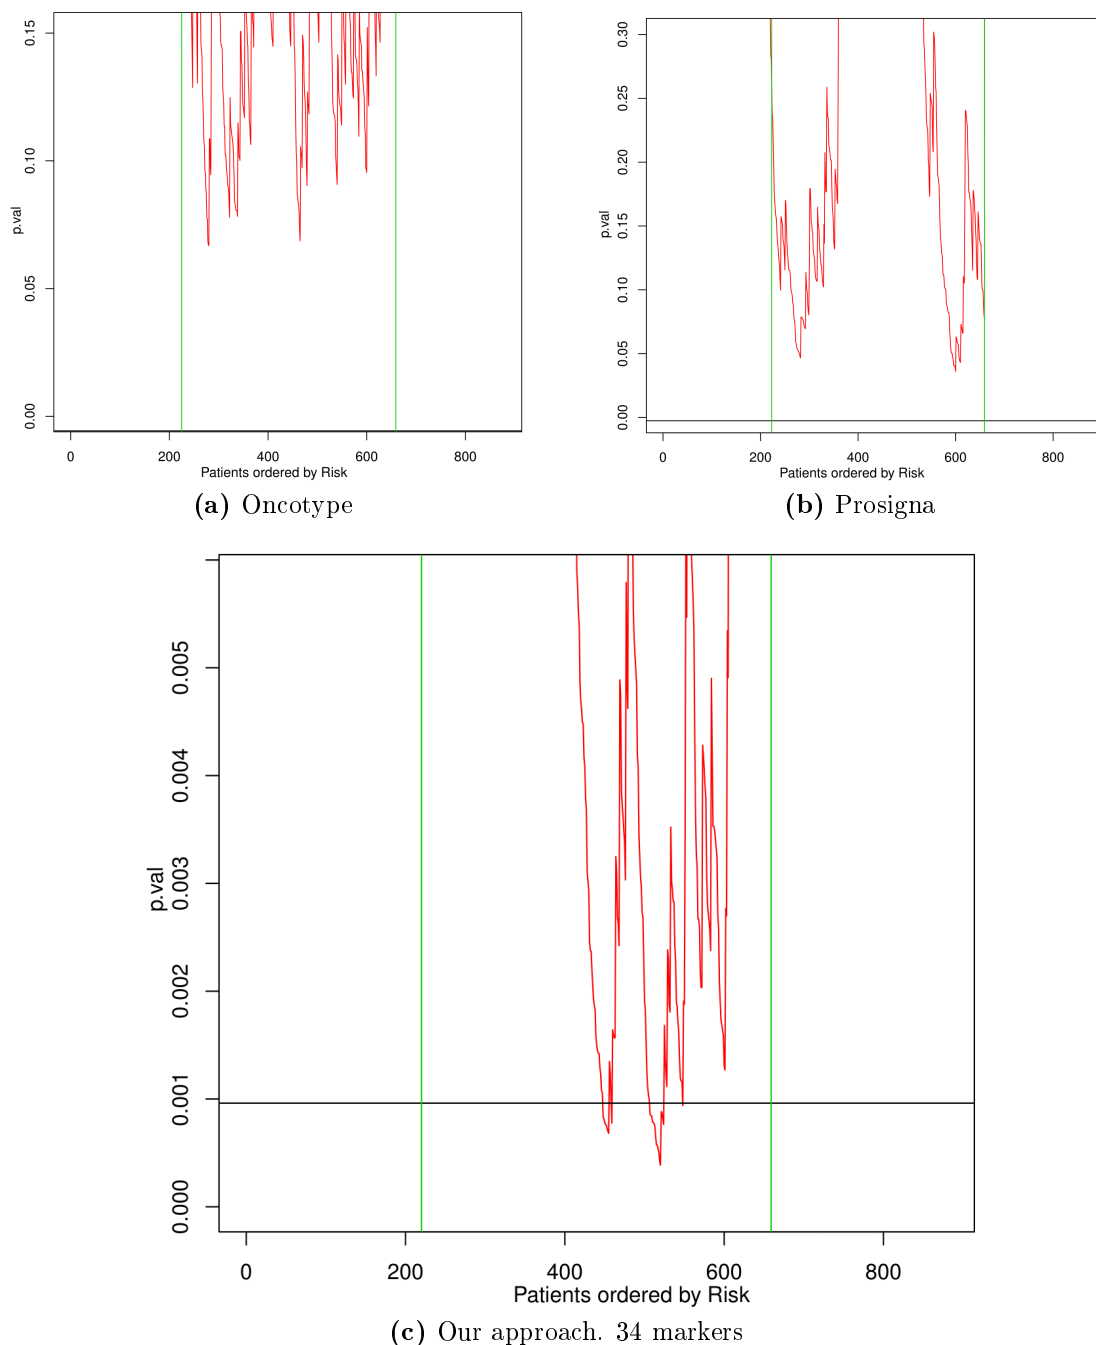 0.15
0.10
0.05
0.00
p.val
0 200 400 600 800
Patients ordered by Risk
(a) Oncotype
0.30
0.25
0.20
0.15
0.10
0.05
0.00
p.val
0 200 400 600 800
Patients ordered by Risk
(b) Prosigna
0.005
0.004
0.003
0.002
0.001
0.000
p.val
0 200 400 600 800
Patients ordered by Risk
(c) Our approach. 34 markers